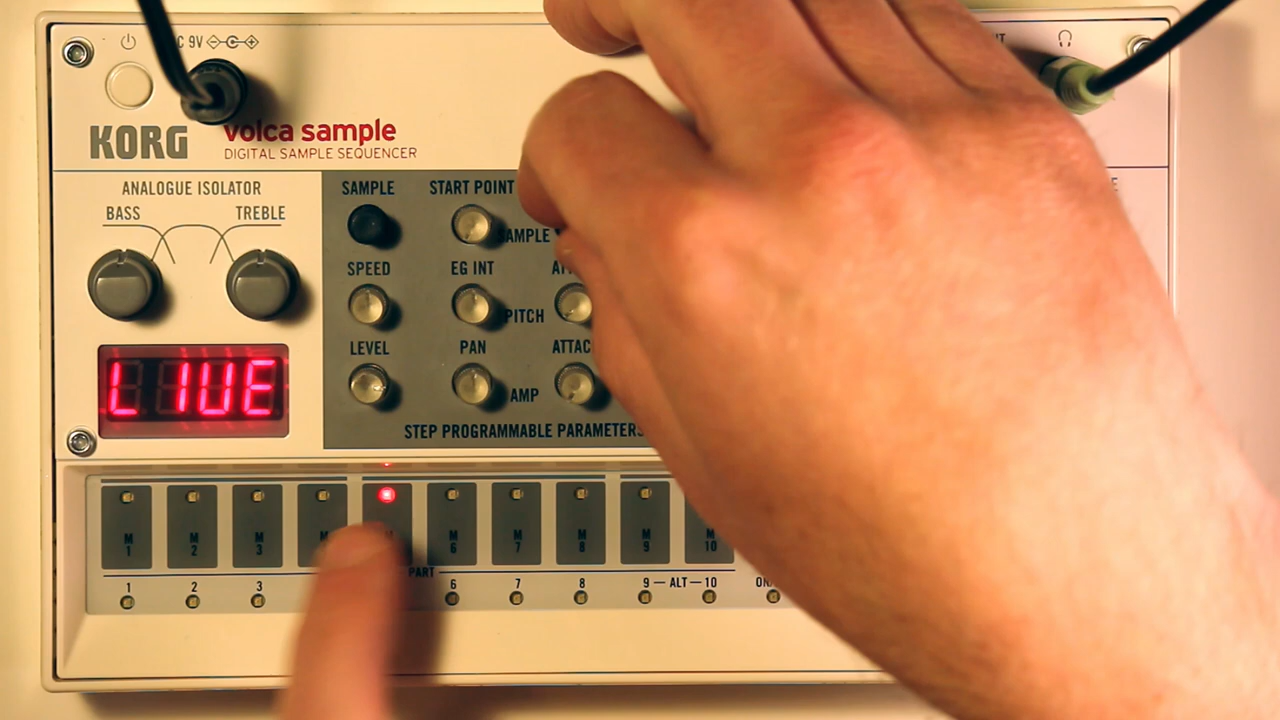 C 9V
KORG
volca sample
DIGITAL SAMPLE SEQUENCER
ANALOGUE ISOLATOR
BASS TREBLE
SAMPLE START POINT
SAMPLE
SPEED EG INT
PITCH
LEVEL PAN ATTAC
AMP
STEP PROGRAMMABLE PARAMETERS
L IUE
M 1 M 2 M 3 M M 6 M 7 M 8 M 9 M 10
PART
1 2 3 6 7 8 9 — ALT — 10